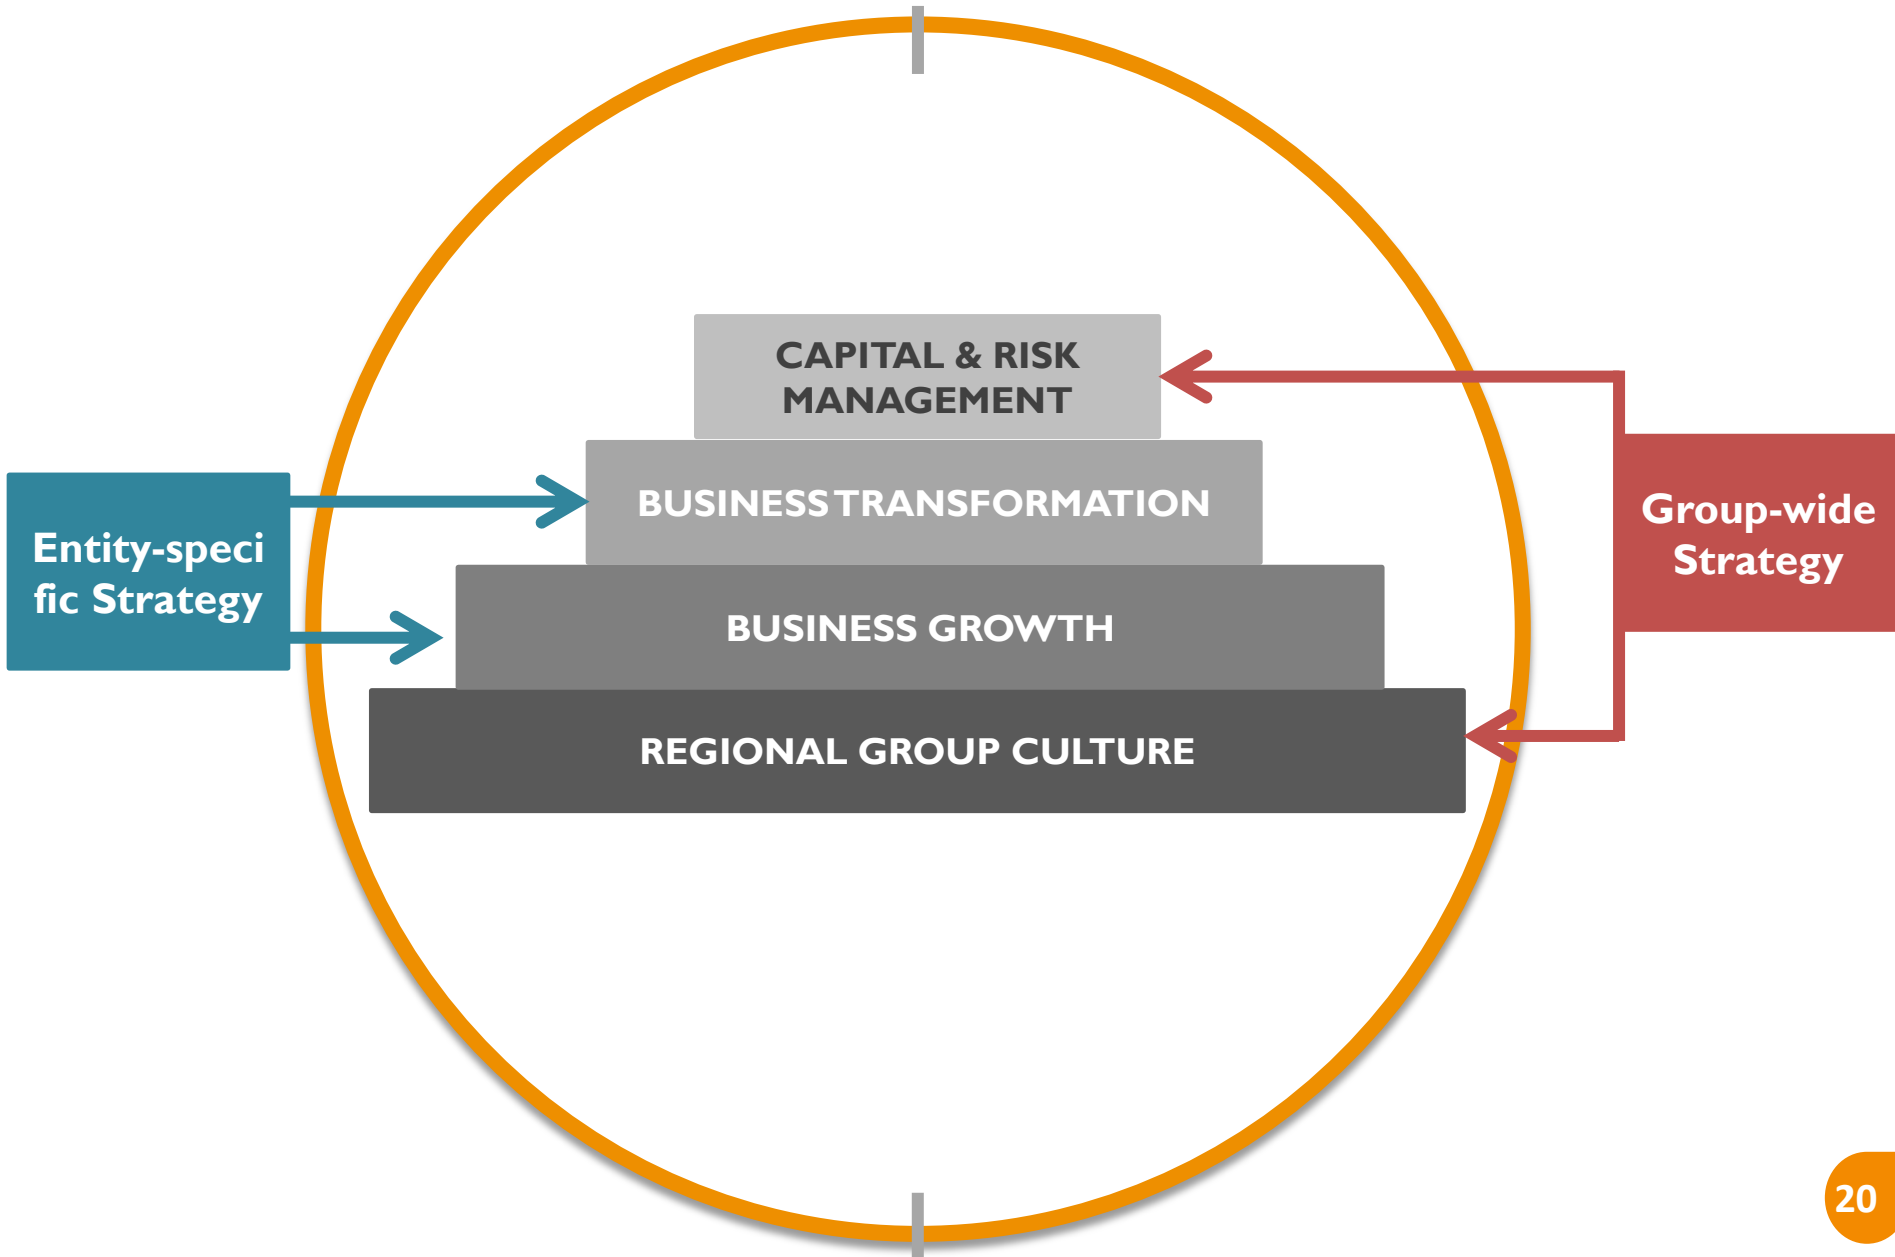 CAPITAL & RISK
MANAGEMENT
BUSINESS TRANSFORMATION
Entity-speci
fic Strategy
Group-wide
Strategy
BUSINESS GROWTH
REGIONAL GROUP CULTURE
20